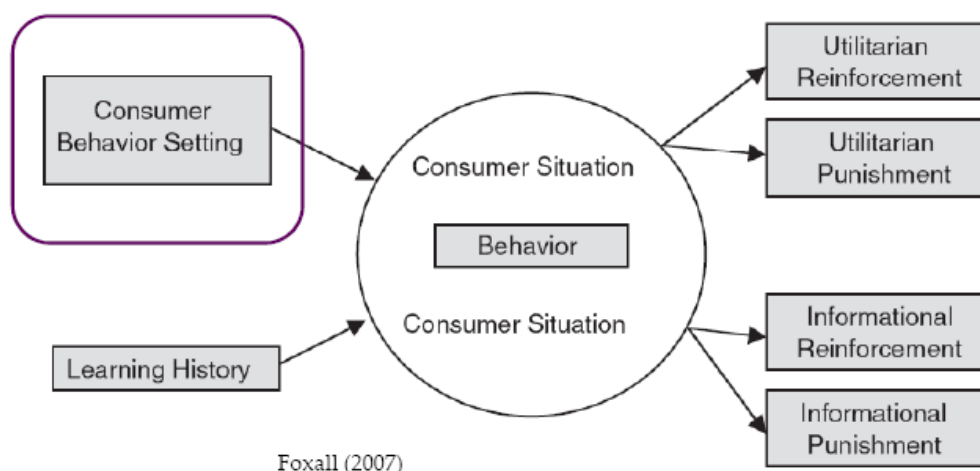 Consumer
Behavior Setting
Learning History
Consumer Situation
Behavior
Consumer Situation
Utilitarian
Reinforcement
Utilitarian
Punishment
Informational
Reinforcement
Informational
Punishment
Foxall (2007)